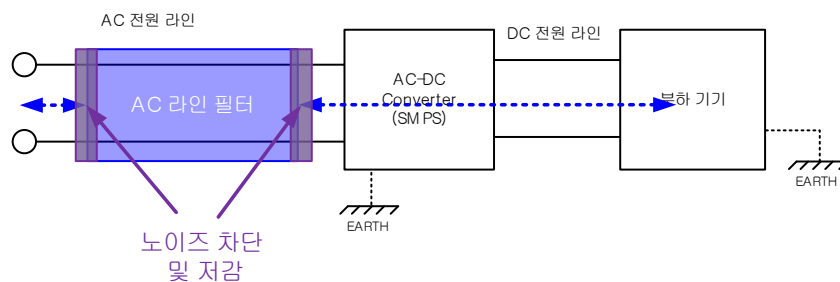 AC 전원 라인
DC 전원 라인
AC 라인 필터
AC-DC
Converter
(SMPS)
부하 기기
EARTH
EARTH
노이즈 차단
및 저감